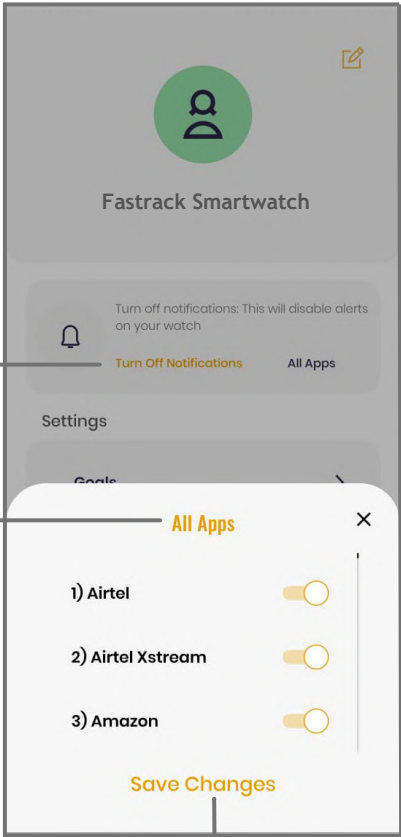 Fastrack Smartwatch
Turn off notifications: This will disable alerts
on your watch
Turn Off Notifications All Apps
Settings
Goals
All Apps
1) Airtel
2) Airtel Xstream
3) Amazon
Save Changes